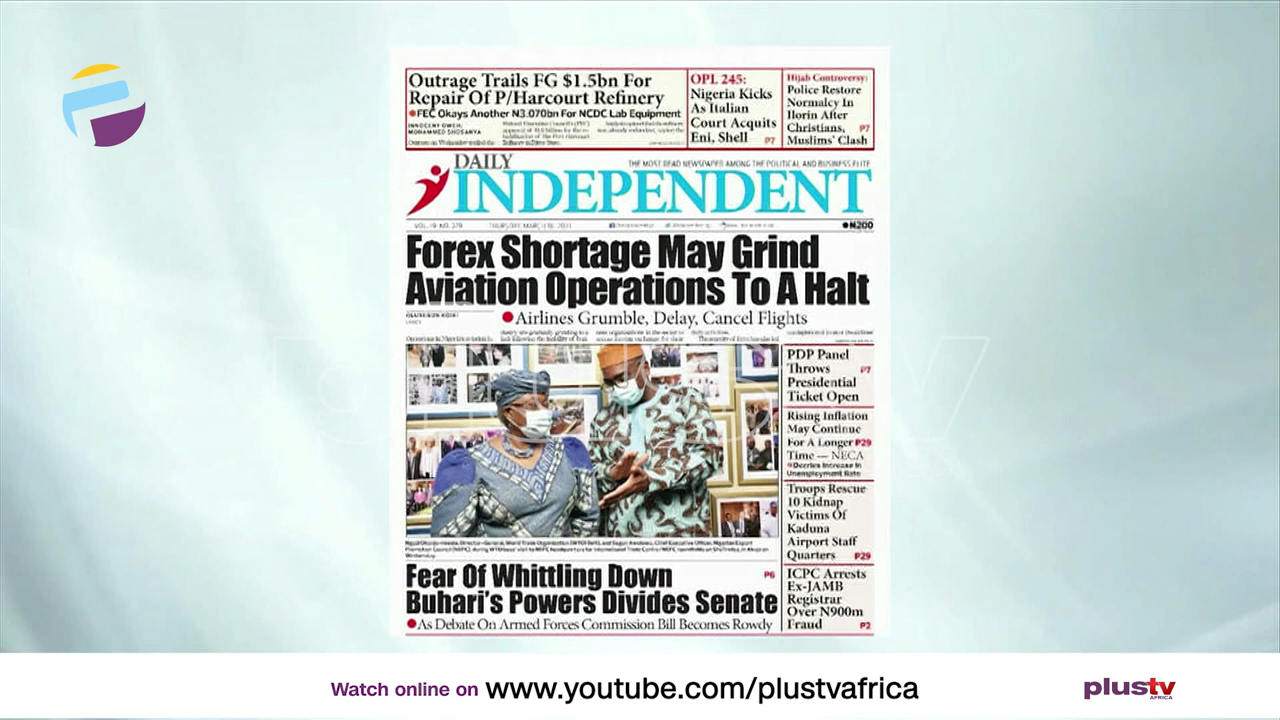 Outrage Trails FG $1.5bn For
Repair Of P/Harcourt Refinery
FEC Okays Another N3.070bn For NCDC Lab Equipment
OPL 245:
Nigeria Kicks
As Italian
Court Acquits
Eni, Shell P7
Hijab Controversy:
Police Restore
Normalcy In
Ilorin After
Christians, P7
Muslims' Clash
DAILY
INDEPENDENT
THE MOST READ NEWSPAPER AMONG THE POLITICAL AND BUSINESS ELITE
VOL. 19 NO. 279
₦200
Forex Shortage May Grind
Aviation Operations To A Halt
Airlines Grumble, Delay, Cancel Flights
PDP Panel
Throws P7
Presidential
Ticket Open
Rising Inflation
May Continue
For A Longer P29
Time — NECA
Decries Increase In
Unemployment Rate
Troops Rescue
10 Kidnap
Victims Of
Kaduna
Airport Staff
Quarters P29
ICPC Arrests
Ex-JAMB
Registrar
Over N900m
Fraud P2
Fear Of Whittling Down P6
Buhari's Powers Divides Senate
As Debate On Armed Forces Commission Bill Becomes Rowdy
Watch online on www.youtube.com/plustvafrica
plustv
AFRICA